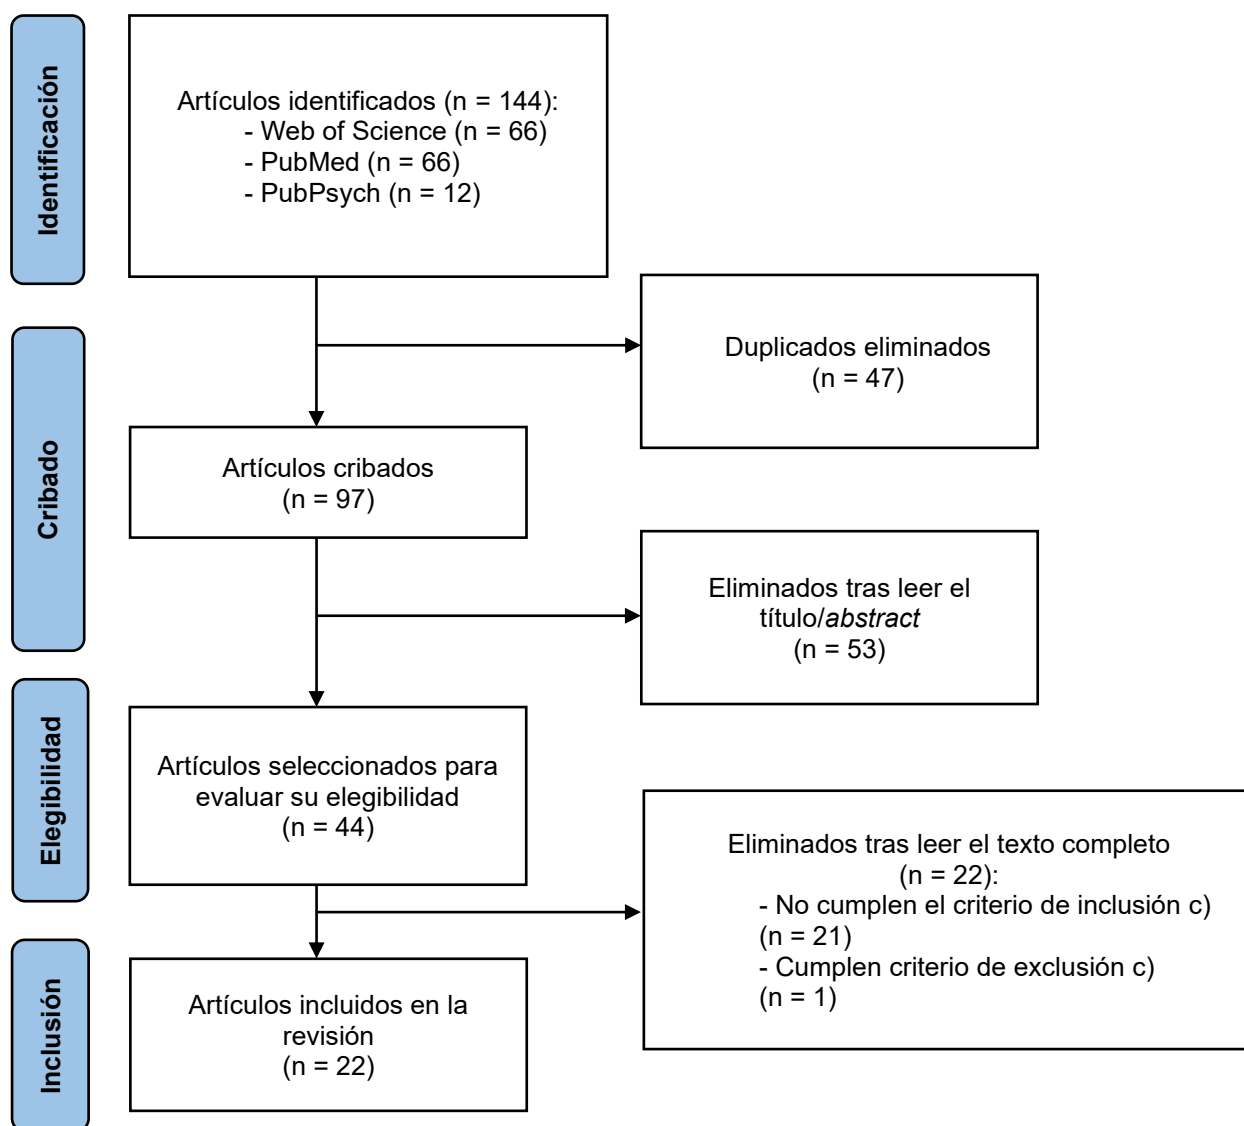 Identificación
Artículos identificados (n = 144):
- Web of Science (n = 66)
- PubMed (n = 66)
- PubPsych (n = 12)
Duplicados eliminados
(n = 47)
Cribado
Artículos cribados
(n = 97)
Eliminados tras leer el
título/abstract
(n = 53)
Elegibilidad
Artículos seleccionados para
evaluar su elegibilidad
(n = 44)
Eliminados tras leer el texto completo
(n = 22):
- No cumplen el criterio de inclusión c)
(n = 21)
- Cumplen criterio de exclusión c)
(n = 1)
Inclusión
Artículos incluidos en la
revisión
(n = 22)